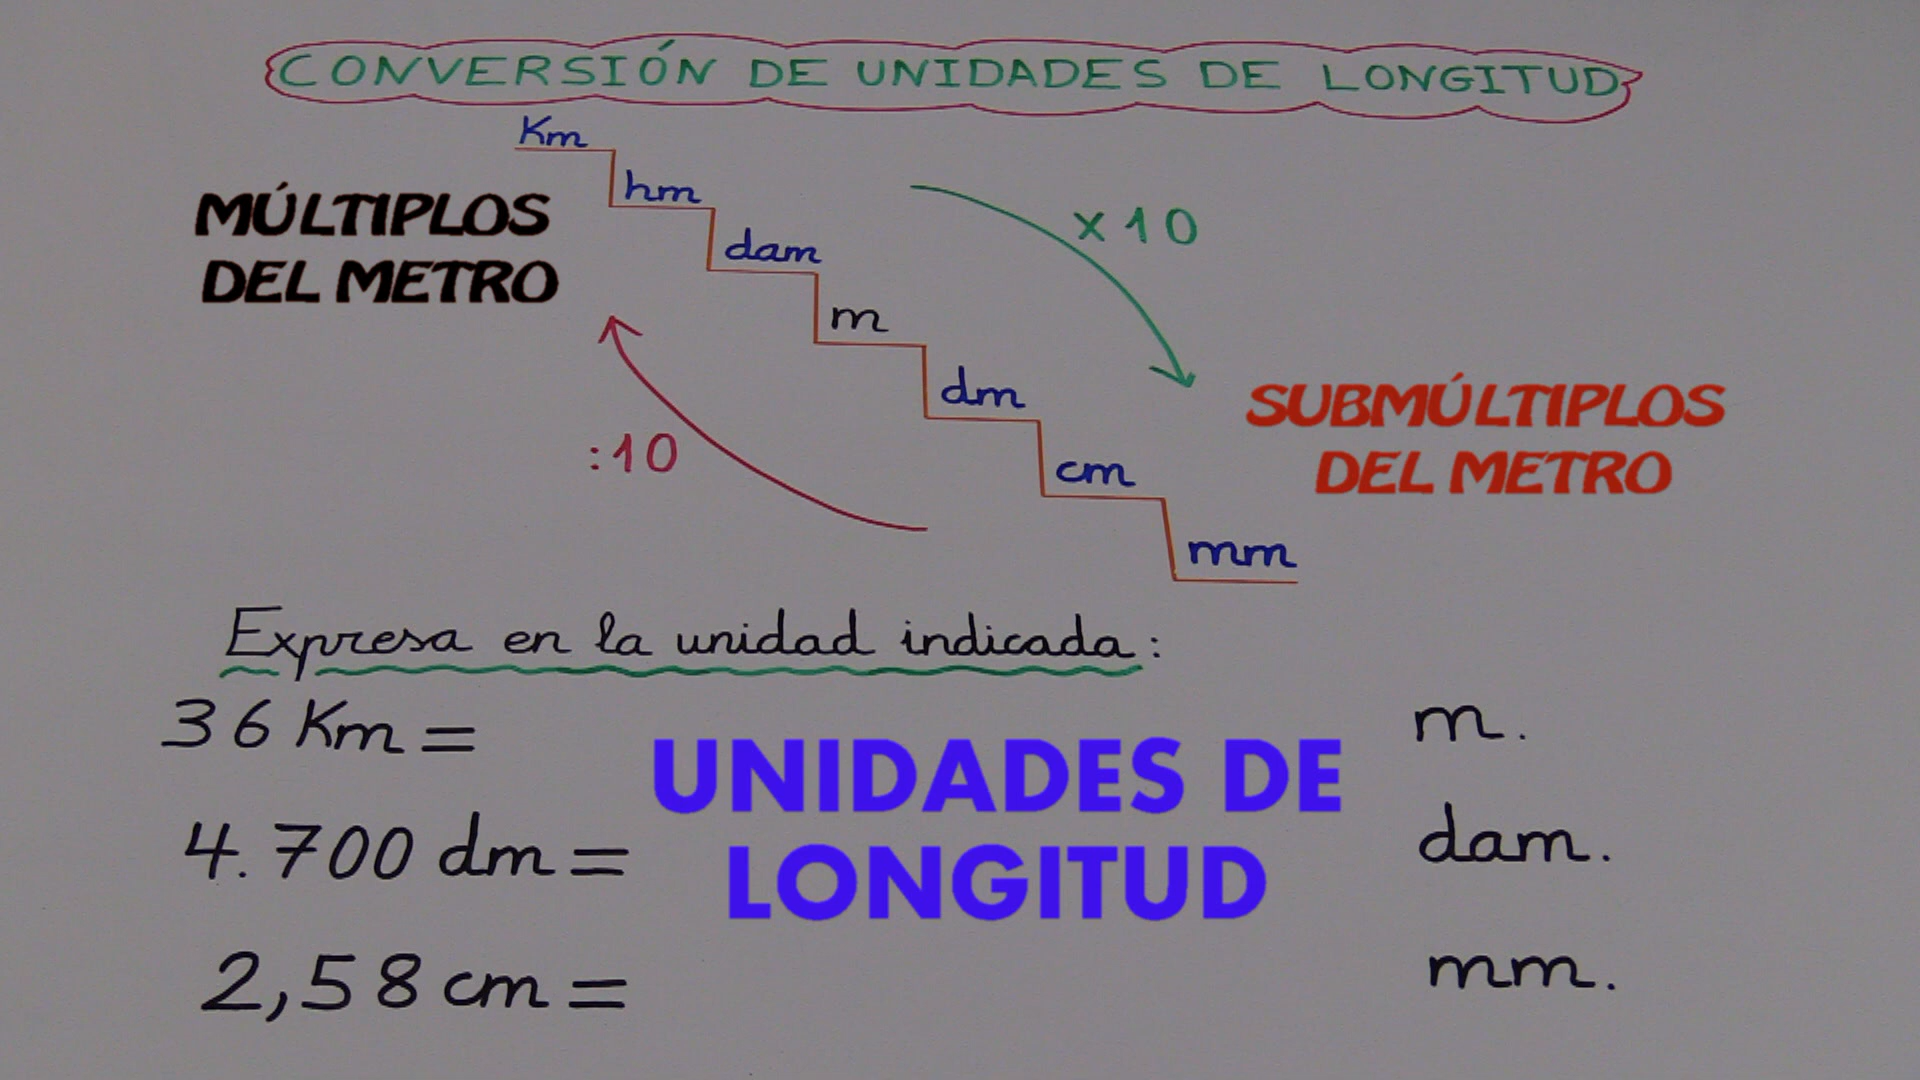 CONVERSIÓN DE UNIDADES DE LONGITUD
Km
hm
dam
m
dm
cm
mm
MÚLTIPLOS
DEL METRO
x 10
:10
SUBMÚLTIPLOS
DEL METRO
Expresa en la unidad indicada:
36 Km = m.
4.700 dm = dam.
2,58 cm = mm.
UNIDADES DE
LONGITUD